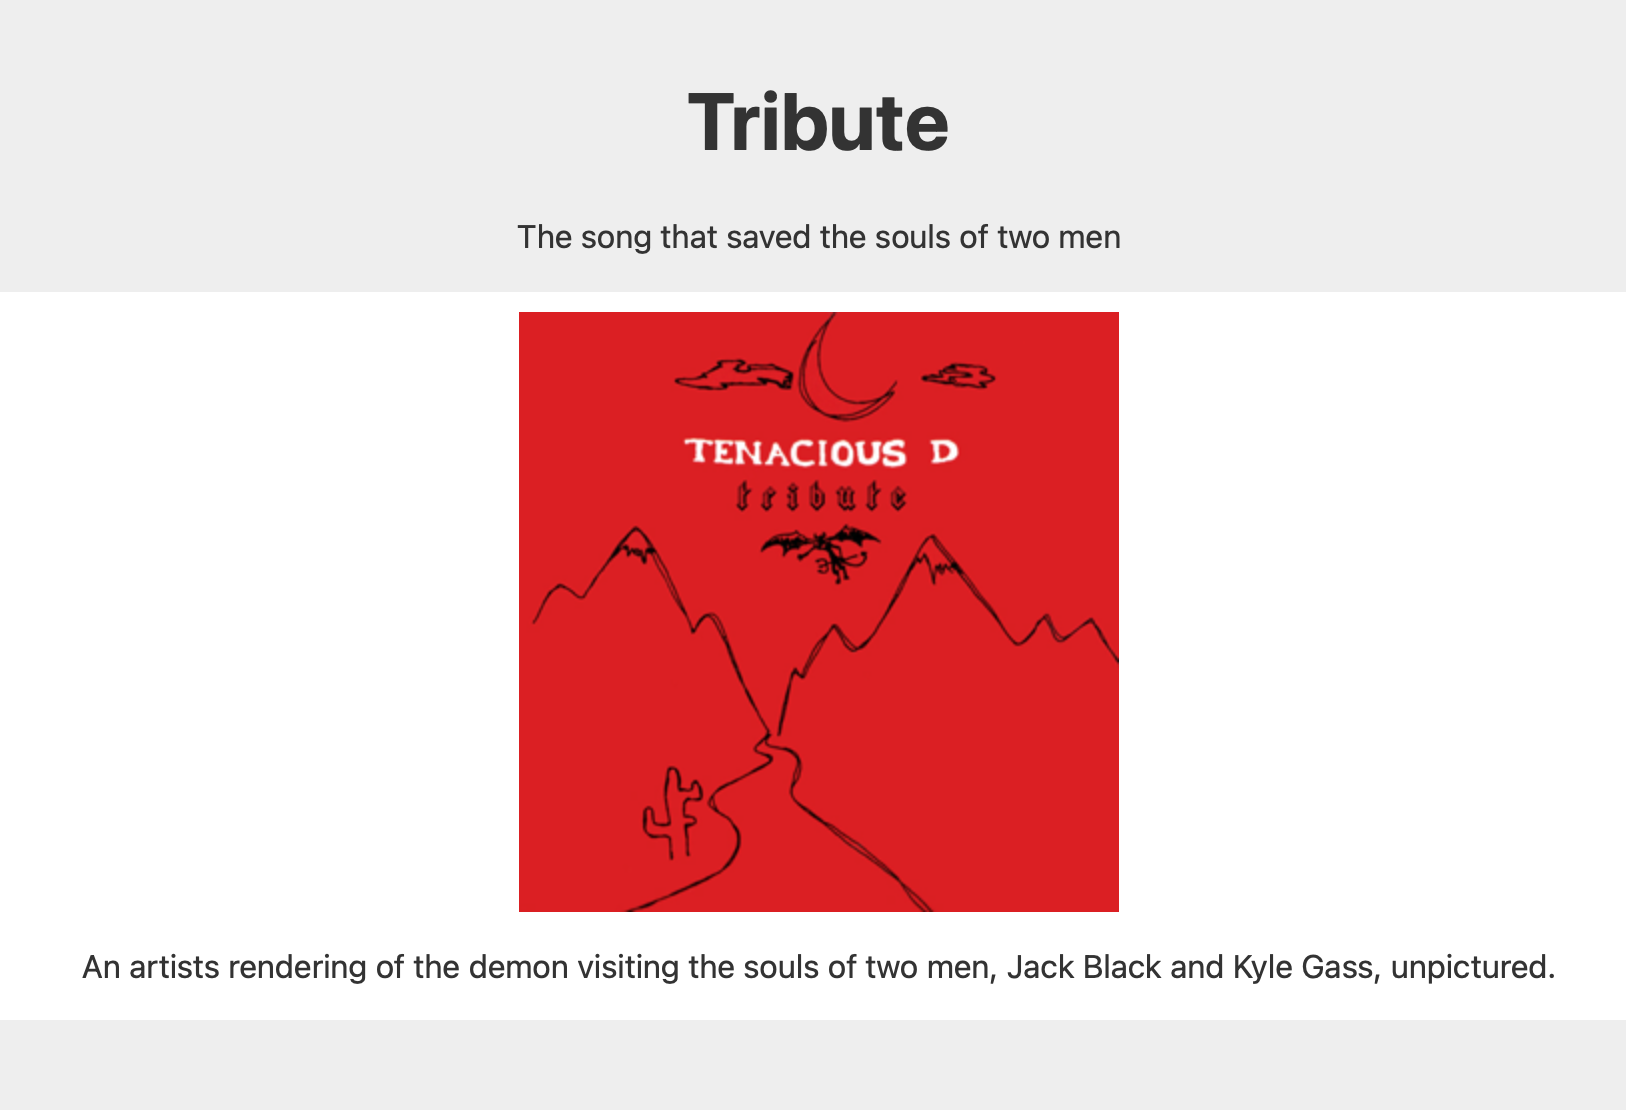 Tribute
The song that saved the souls of two men
TENACIOUS D
tribute
An artists rendering of the demon visiting the souls of two men, Jack Black and Kyle Gass, unpictured.